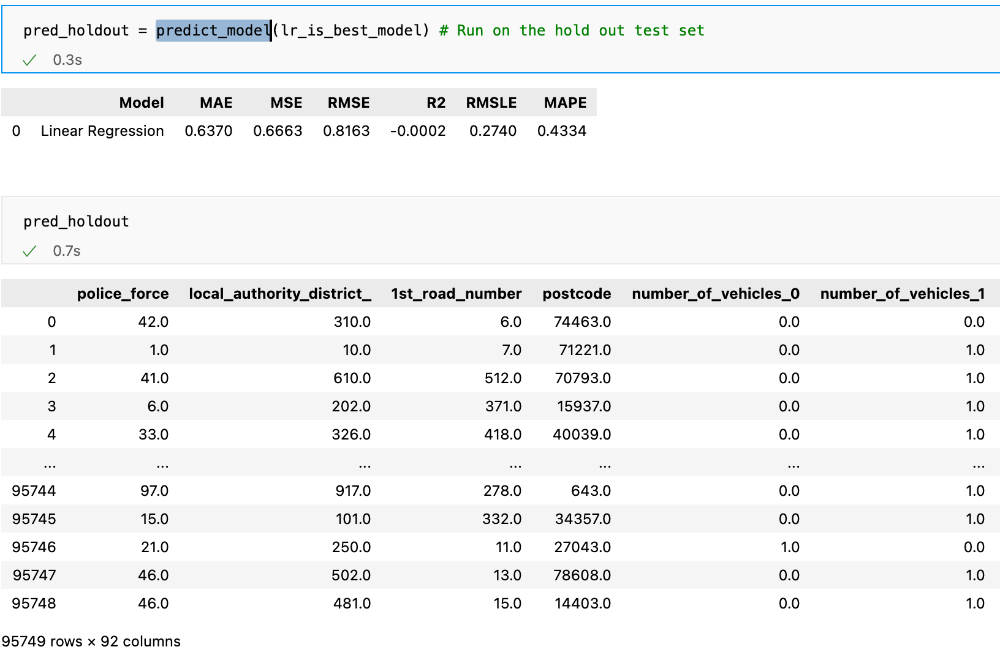 pred_holdout = predict_model(lr_is_best_model) # Run on the hold out test set
0.3s
Model MAE MSE RMSE R2 RMSLE MAPE
0 Linear Regression 0.6370 0.6663 0.8163 -0.0002 0.2740 0.4334
pred_holdout
0.7s
police_force local_authority_district_ 1st_road_number postcode number_of_vehicles_0 number_of_vehicles_1
0 42.0 310.0 6.0 74463.0 0.0 0.0
1 1.0 10.0 7.0 71221.0 0.0 1.0
2 41.0 610.0 512.0 70793.0 0.0 1.0
3 6.0 202.0 371.0 15937.0 0.0 1.0
4 33.0 326.0 418.0 40039.0 0.0 1.0
... ... ... ... ... ... ...
95744 97.0 917.0 278.0 643.0 0.0 1.0
95745 15.0 101.0 332.0 34357.0 0.0 1.0
95746 21.0 250.0 11.0 27043.0 1.0 0.0
95747 46.0 502.0 13.0 78608.0 0.0 1.0
95748 46.0 481.0 15.0 14403.0 0.0 1.0
95749 rows × 92 columns